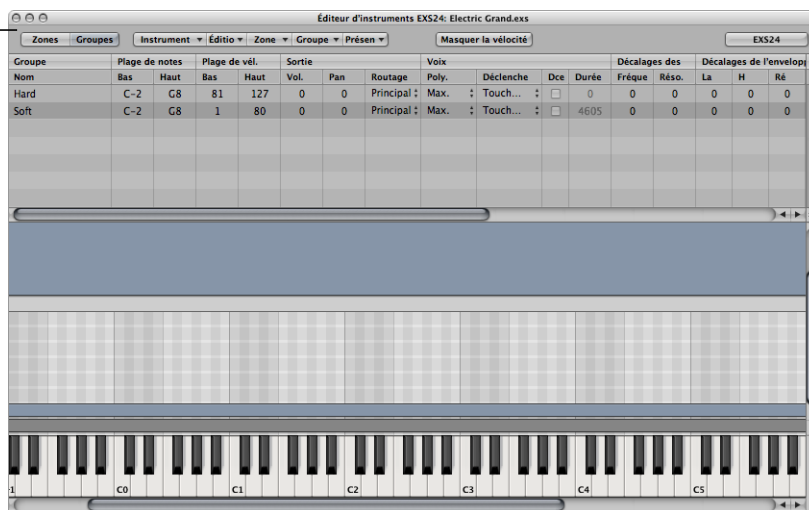 Éditeur d'instruments EXS24: Electric Grand.exs
Zones Groupes Instrument Éditio Zone Groupe Présen Masquer la vélocité EXS24
Groupe Plage de notes Plage de vél. Sortie Voix Décalages des Décalages de l'envelopp
Nom Bas Haut Bas Haut Vol. Pan Routage Poly. Déclenche Dce Durée Fréque Réso. La H Ré
Hard C-2 G8 81 127 0 0 Principal Max. Touch... 0 0 0 0 0 0
Soft C-2 G8 1 80 0 0 Principal Max. Touch... 4605 0 0 0 0 0
-1 C0 C1 C2 C3 C4 C5